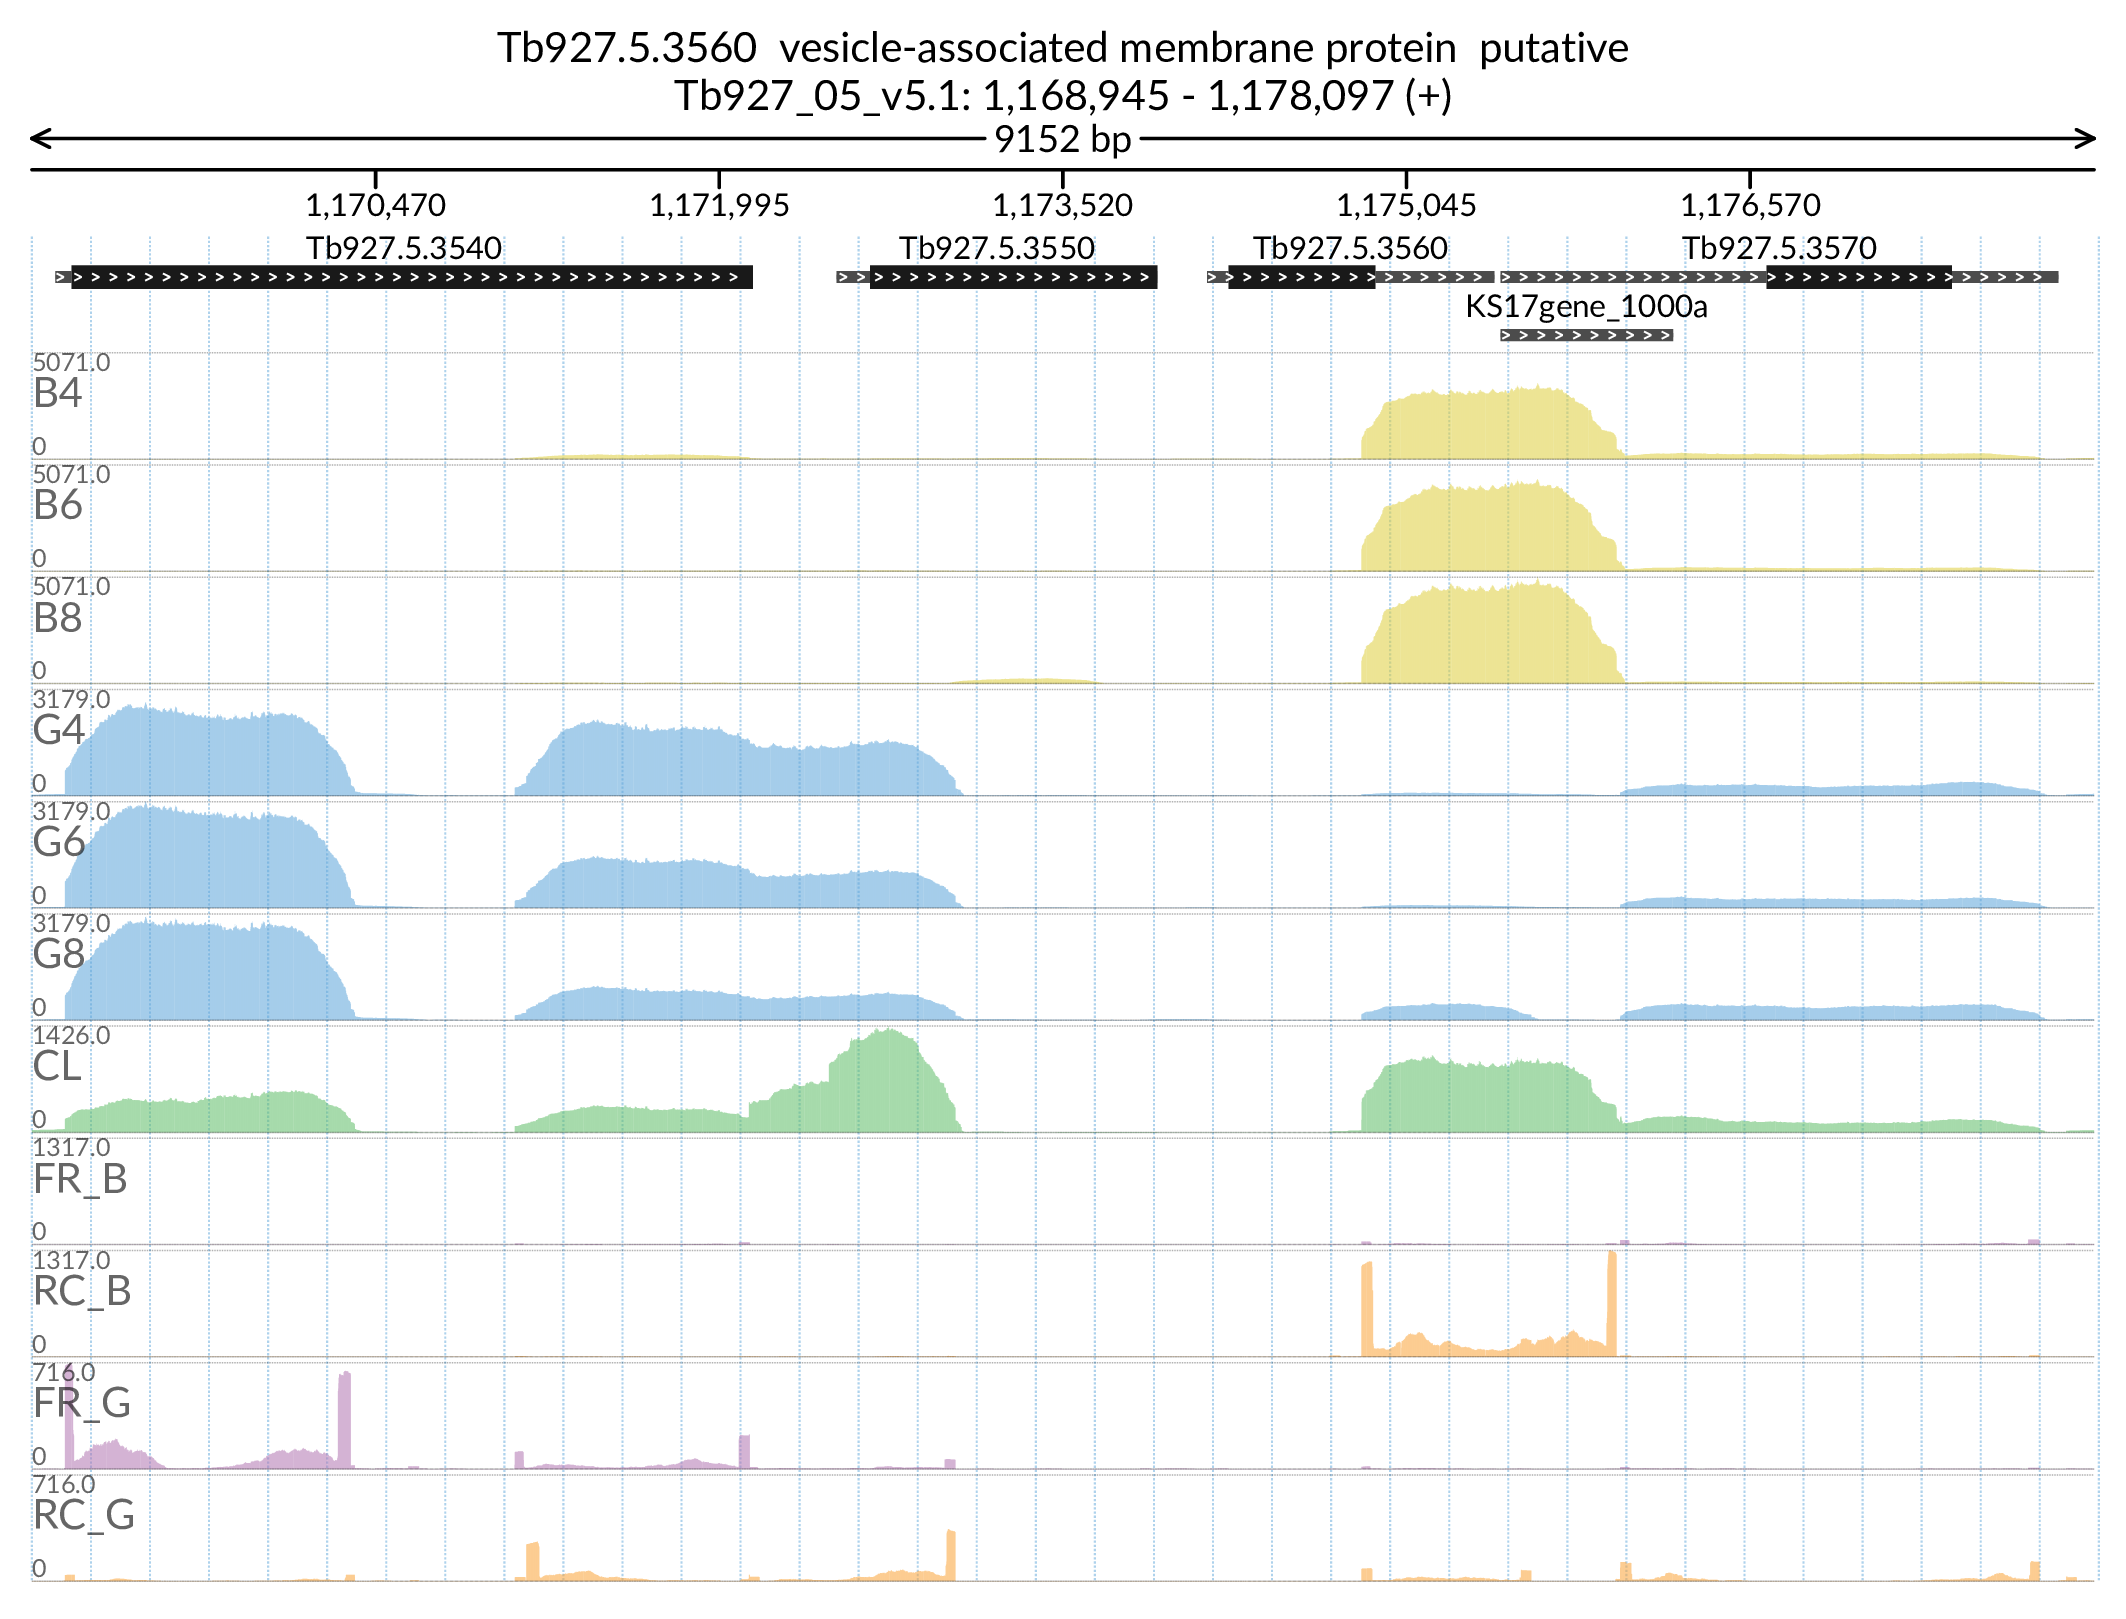 Tb927.5.3560 vesicle-associated membrane protein putative
Tb927_05_v5.1: 1,168,945 - 1,178,097 (+)
9152 bp
1,170,470 1,171,995 1,173,520 1,175,045 1,176,570
Tb927.5.3540 Tb927.5.3550 Tb927.5.3560 Tb927.5.3570
KS17gene_1000a
5071.0
B4
0
5071.0
B6
0
5071.0
B8
0
3179.0
G4
0
3179.0
G6
0
3179.0
G8
0
1426.0
CL
0
1317.0
FR_B
0
1317.0
RC_B
0
716.0
FR_G
0
716.0
RC_G
0